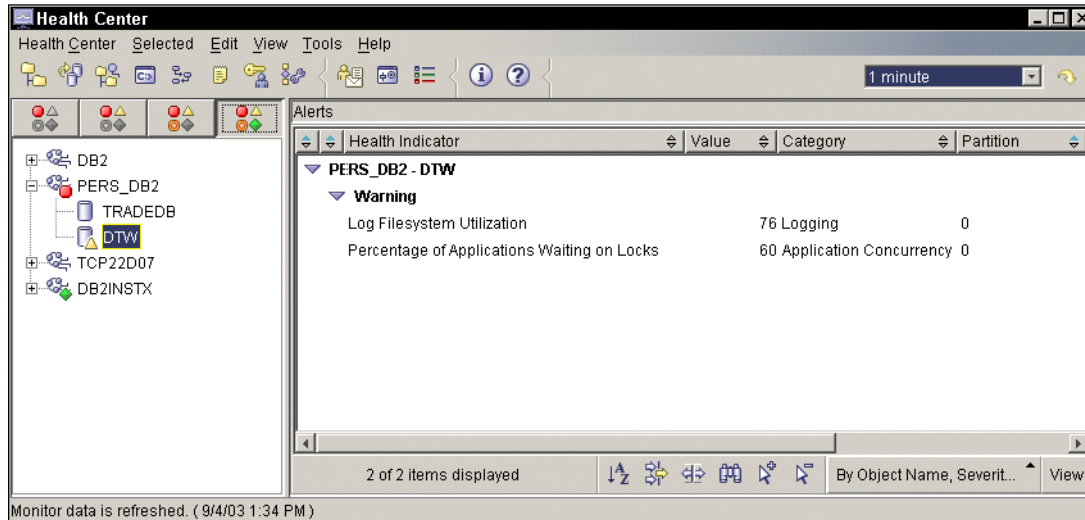 Health Center
Health Center Selected Edit View Tools Help
1 minute
Alerts
Health Indicator Value Category Partition
DB2
PERS_DB2
TRADEDB
DTW
TCP22D07
DB2INSTX
PERS_DB2 - DTW
Warning
Log Filesystem Utilization 76 Logging 0
Percentage of Applications Waiting on Locks 60 Application Concurrency 0
2 of 2 items displayed By Object Name, Severit... View
Monitor data is refreshed. ( 9/4/03 1:34 PM )